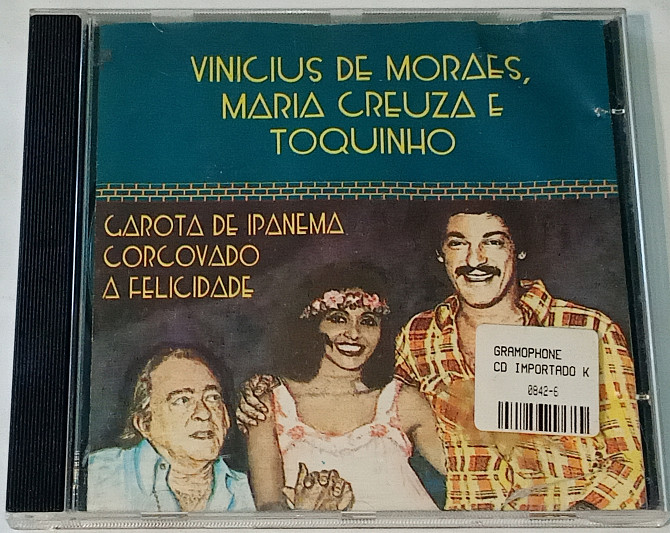 VINICIUS DE MORAES,
MARIA CREUZA E
TOQUINHO
GAROTA DE IPANEMA
CORCOVADO
A FELICIDADE
GRAMOPHONE
CD IMPORTADO K
0842-6